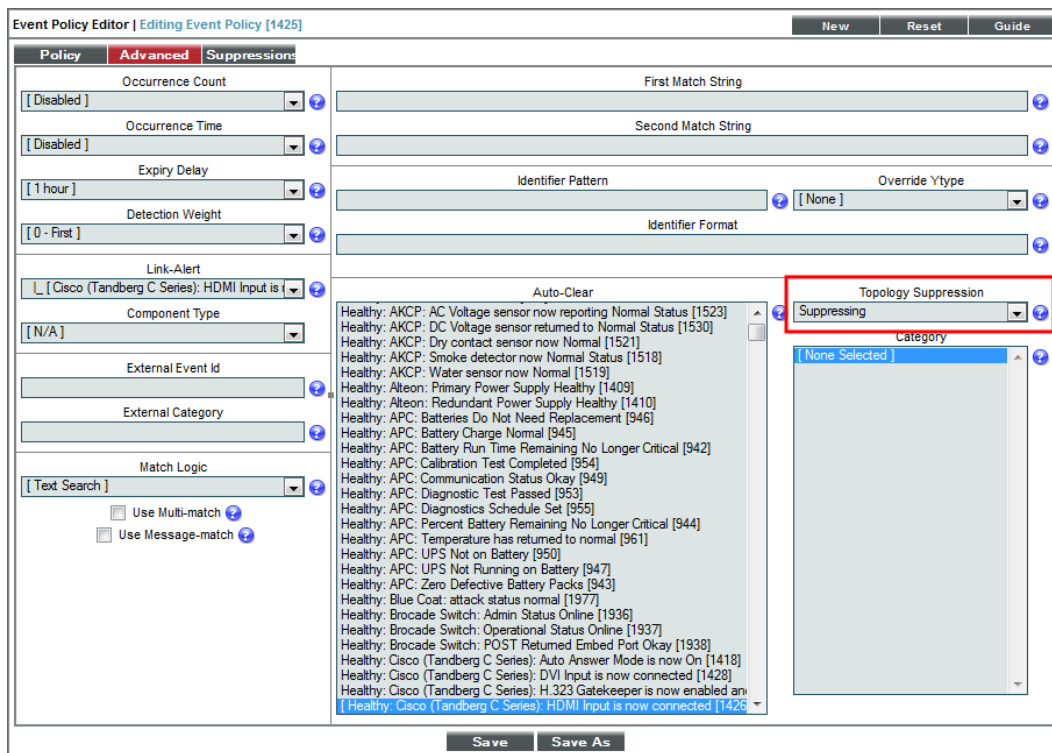 Event Policy Editor | Editing Event Policy [1425]
New
Reset
Guide
Policy
Advanced
Suppressions
Occurrence Count
[ Disabled ]
Occurrence Time
[ Disabled ]
Expiry Delay
[ 1 hour ]
Detection Weight
[ 0 - First ]
Link-Alert
|_ [ Cisco (Tandberg C Series): HDMI Input is
Component Type
[ N/A ]
External Event Id
External Category
Match Logic
[ Text Search ]
Use Multi-match
Use Message-match
First Match String
Second Match String
Identifier Pattern
Override Ytype
[ None ]
Identifier Format
Auto-Clear
Healthy: AKCP: AC Voltage sensor now reporting Normal Status [1523]
Healthy: AKCP: DC Voltage sensor returned to Normal Status [1530]
Healthy: AKCP: Dry contact sensor now Normal [1521]
Healthy: AKCP: Smoke detector now Normal Status [1518]
Healthy: AKCP: Water sensor now Normal [1519]
Healthy: Alteon: Primary Power Supply Healthy [1409]
Healthy: Alteon: Redundant Power Supply Healthy [1410]
Healthy: APC: Batteries Do Not Need Replacement [946]
Healthy: APC: Battery Charge Normal [945]
Healthy: APC: Battery Run Time Remaining No Longer Critical [942]
Healthy: APC: Calibration Test Completed [954]
Healthy: APC: Communication Status Okay [949]
Healthy: APC: Diagnostic Test Passed [953]
Healthy: APC: Diagnostics Schedule Set [955]
Healthy: APC: Percent Battery Remaining No Longer Critical [944]
Healthy: APC: Temperature has returned to normal [961]
Healthy: APC: UPS Not on Battery [950]
Healthy: APC: UPS Not Running on Battery [947]
Healthy: APC: Zero Defective Battery Packs [943]
Healthy: Blue Coat: attack status normal [1977]
Healthy: Brocade Switch: Admin Status Online [1936]
Healthy: Brocade Switch: Operational Status Online [1937]
Healthy: Brocade Switch: POST Returned Embed Port Okay [1938]
Healthy: Cisco (Tandberg C Series): Auto Answer Mode is now On [1418]
Healthy: Cisco (Tandberg C Series): DVI Input is now connected [1428]
Healthy: Cisco (Tandberg C Series): H.323 Gatekeeper is now enabled an
[ Healthy: Cisco (Tandberg C Series): HDMI Input is now connected [1426
Topology Suppression
Suppressing
Category
[ None Selected ]
Save
Save As